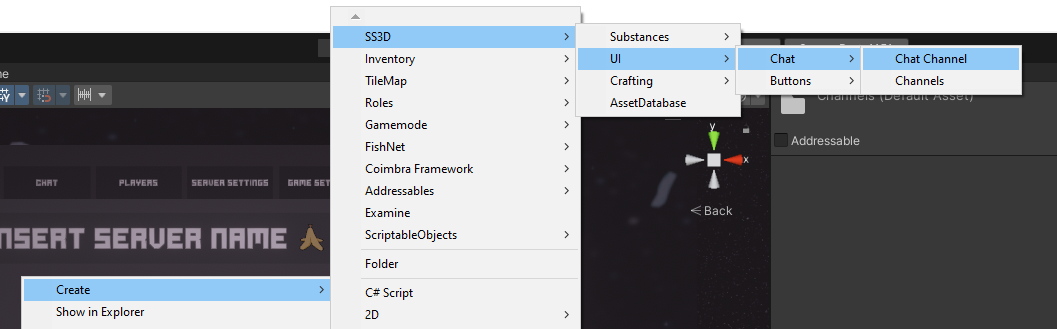 SS3D
Inventory
TileMap
Roles
Gamemode
FishNet
Coimbra Framework
Addressables
Examine
ScriptableObjects
Folder
C# Script
2D
Substances
UI
Crafting
AssetDatabase
Chat
Buttons
Chat Channel
Channels
Channels (Default Asset)
Addressable
y
x
Back
CHAT
PLAYERS
SERVER SETTINGS
GAME SET
INSERT SERVER NAME
Create
Show in Explorer